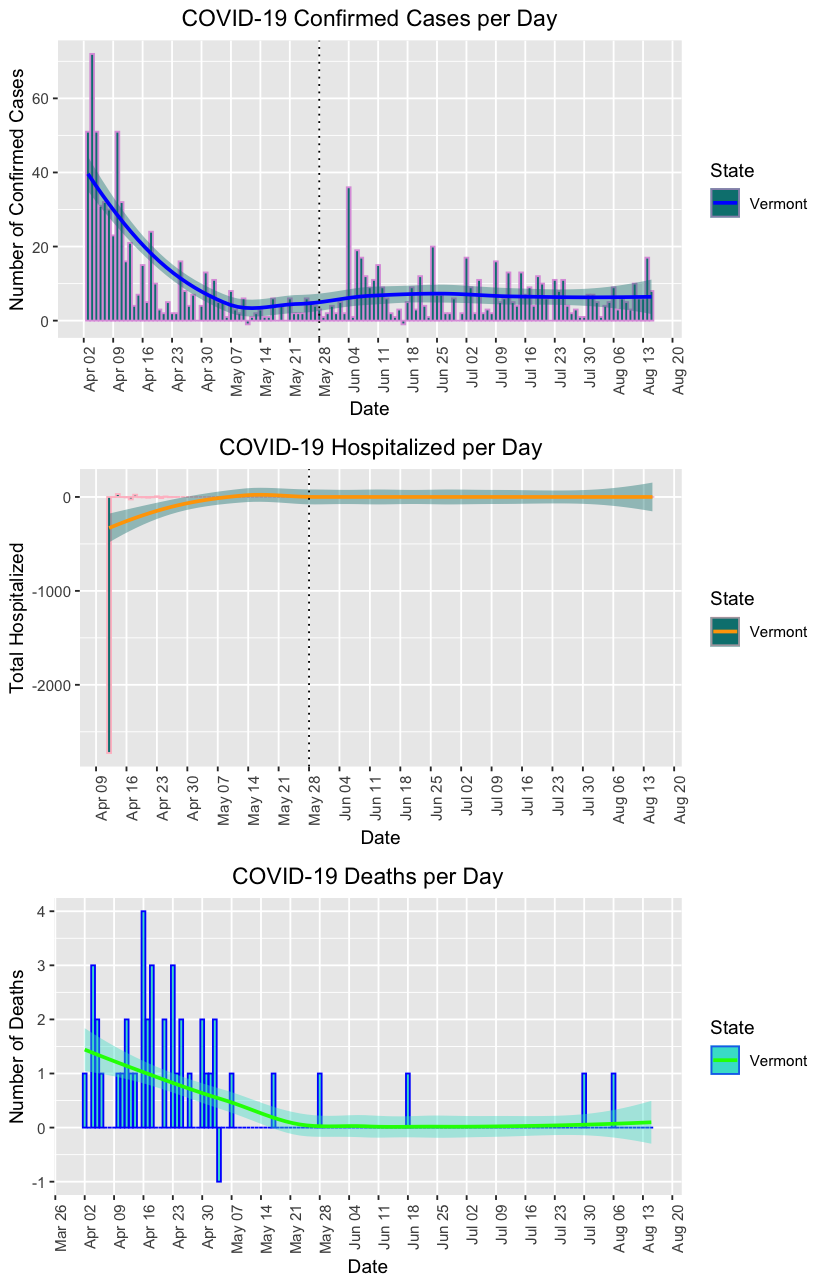 COVID-19 Confirmed Cases per Day
Number of Confirmed Cases
60
40
20
0
Apr 02
Apr 09
Apr 16
Apr 23
Apr 30
May 07
May 14
May 21
May 28
Jun 04
Jun 11
Jun 18
Jun 25
Jul 02
Jul 09
Jul 16
Jul 23
Jul 30
Aug 06
Aug 13
Aug 20
Date
State
Vermont
COVID-19 Hospitalized per Day
Total Hospitalized
0
-1000
-2000
Apr 09
Apr 16
Apr 23
Apr 30
May 07
May 14
May 21
May 28
Jun 04
Jun 11
Jun 18
Jun 25
Jul 02
Jul 09
Jul 16
Jul 23
Jul 30
Aug 06
Aug 13
Aug 20
Date
State
Vermont
COVID-19 Deaths per Day
Number of Deaths
4
3
2
1
0
-1
Mar 26
Apr 02
Apr 09
Apr 16
Apr 23
Apr 30
May 07
May 14
May 21
May 28
Jun 04
Jun 11
Jun 18
Jun 25
Jul 02
Jul 09
Jul 16
Jul 23
Jul 30
Aug 06
Aug 13
Aug 20
Date
State
Vermont